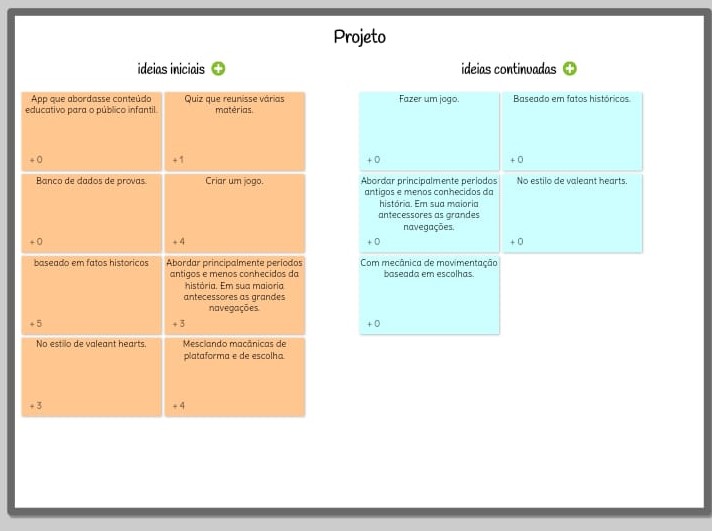 Projeto
ideias iniciais
App que abordasse conteúdo
educativo para o público infantil.
+ 0
Quiz que reunisse várias
matérias.
+ 1
Banco de dados de provas.
+ 0
Criar um jogo.
+ 4
baseado em fatos historicos
+ 5
Abordar principalmente períodos
antigos e menos conhecidos da
história. Em sua maioria
antecessores as grandes
navegações.
+ 3
No estilo de valeant hearts.
+ 3
Mesclando macânicas de
plataforma e de escolha.
+ 4
ideias continuadas
Fazer um jogo.
+ 0
Baseado em fatos históricos.
+ 0
Abordar principalmente períodos
antigos e menos conhecidos da
história. Em sua maioria
antecessores as grandes
navegações.
+ 0
No estilo de valeant hearts.
+ 0
Com mecânica de movimentação
baseada em escolhas.
+ 0